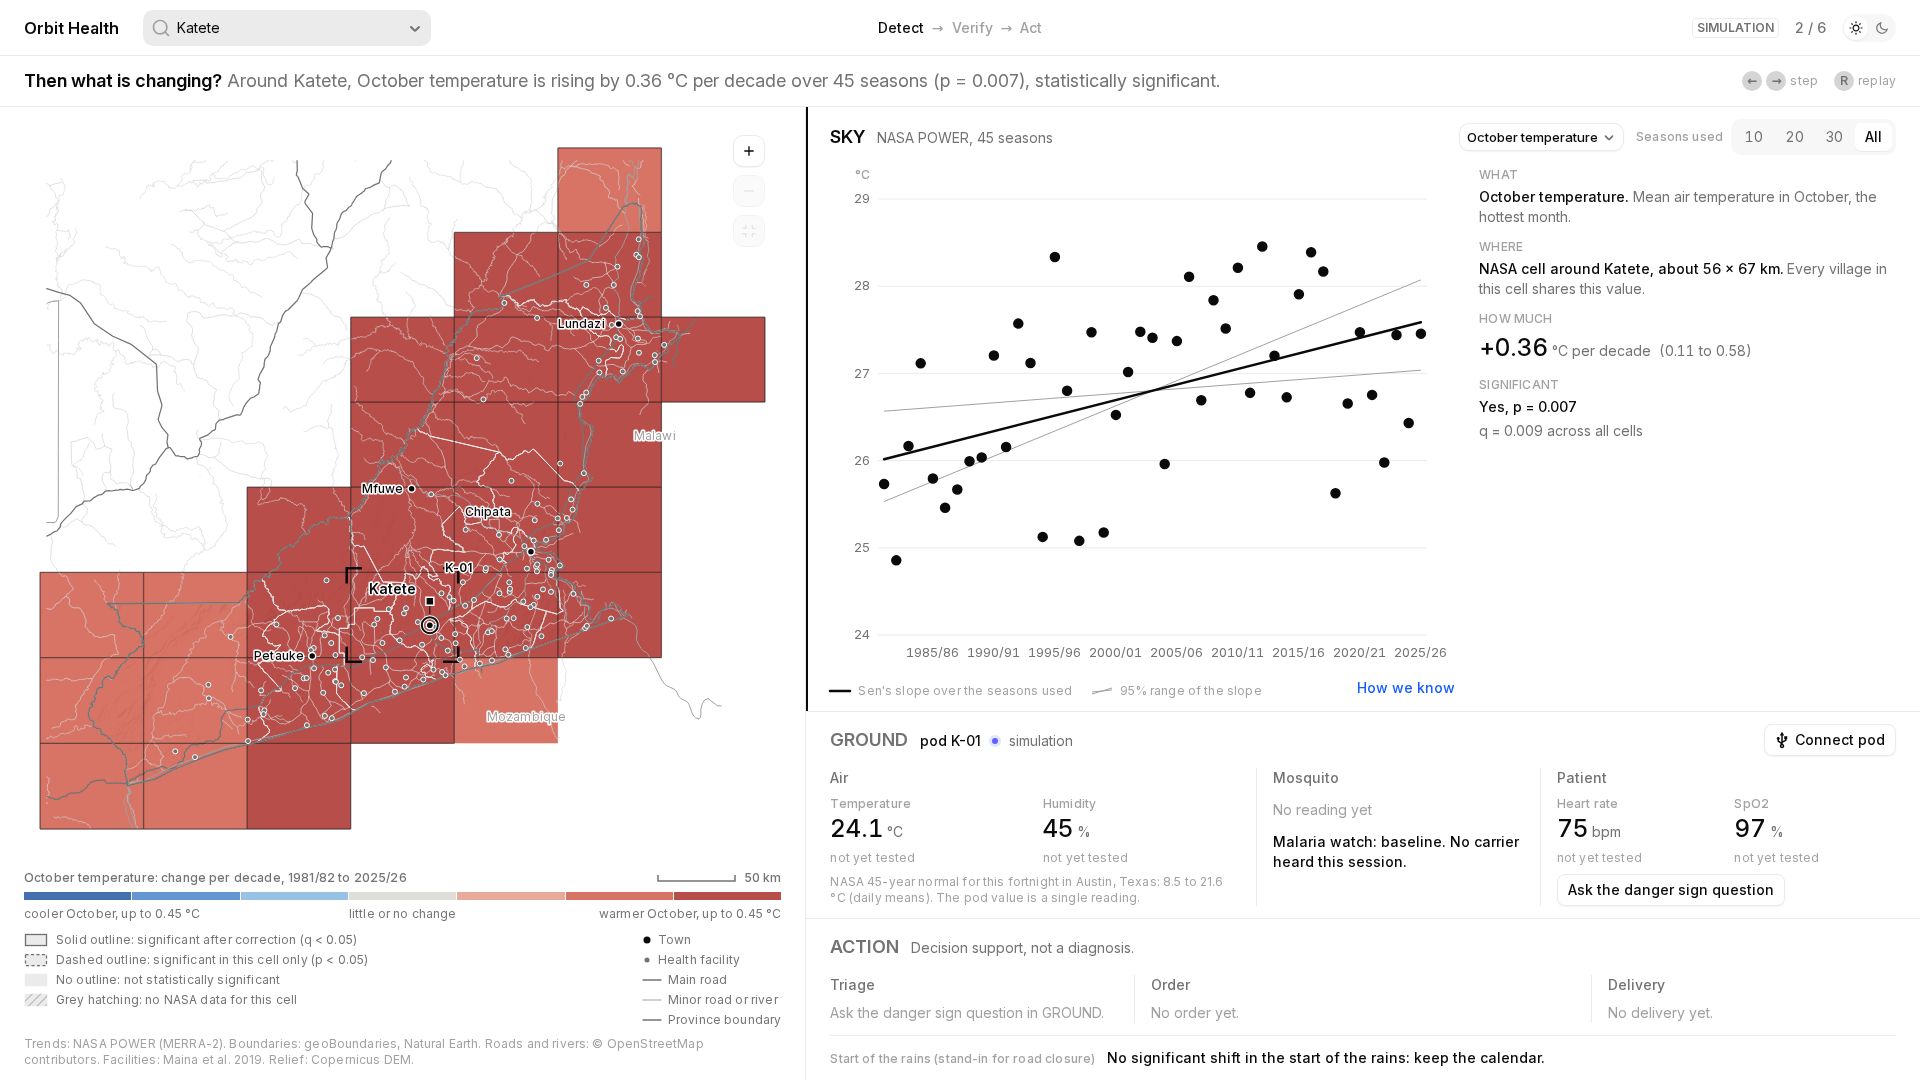 Orbit Health
Katete
Detect → Verify → Act
SIMULATION
2 / 6
Then what is changing? Around Katete, October temperature is rising by 0.36 °C per decade over 45 seasons (p = 0.007), statistically significant.
← → step
R replay
+
−
Lundazi
Malawi
Mfuwe
Chipata
K-01
Katete
Petauke
Mozambique
October temperature: change per decade, 1981/82 to 2025/26
50 km
cooler October, up to 0.45 °C
little or no change
warmer October, up to 0.45 °C
Solid outline: significant after correction (q < 0.05)
Dashed outline: significant in this cell only (p < 0.05)
No outline: not statistically significant
Grey hatching: no NASA data for this cell
Town
Health facility
Main road
Minor road or river
Province boundary
Trends: NASA POWER (MERRA-2). Boundaries: geoBoundaries, Natural Earth. Roads and rivers: © OpenStreetMap
contributors. Facilities: Maina et al. 2019. Relief: Copernicus DEM.
SKY NASA POWER, 45 seasons
October temperature
Seasons used
10 20 30 All
°C
29
28
27
26
25
24
1985/86 1990/91 1995/96 2000/01 2005/06 2010/11 2015/16 2020/21 2025/26
Sen's slope over the seasons used
95% range of the slope
How we know
WHAT
October temperature. Mean air temperature in October, the
hottest month.
WHERE
NASA cell around Katete, about 56 × 67 km. Every village in
this cell shares this value.
HOW MUCH
+0.36 °C per decade (0.11 to 0.58)
SIGNIFICANT
Yes, p = 0.007
q = 0.009 across all cells
GROUND pod K-01 simulation
Connect pod
Air
Temperature
24.1 °C
not yet tested
Humidity
45 %
not yet tested
NASA 45-year normal for this fortnight in Austin, Texas: 8.5 to 21.6
°C (daily means). The pod value is a single reading.
Mosquito
No reading yet
Malaria watch: baseline. No carrier
heard this session.
Patient
Heart rate
75 bpm
not yet tested
SpO2
97 %
not yet tested
Ask the danger sign question
ACTION Decision support, not a diagnosis.
Triage
Ask the danger sign question in GROUND.
Order
No order yet.
Delivery
No delivery yet.
Start of the rains (stand-in for road closure) No significant shift in the start of the rains: keep the calendar.